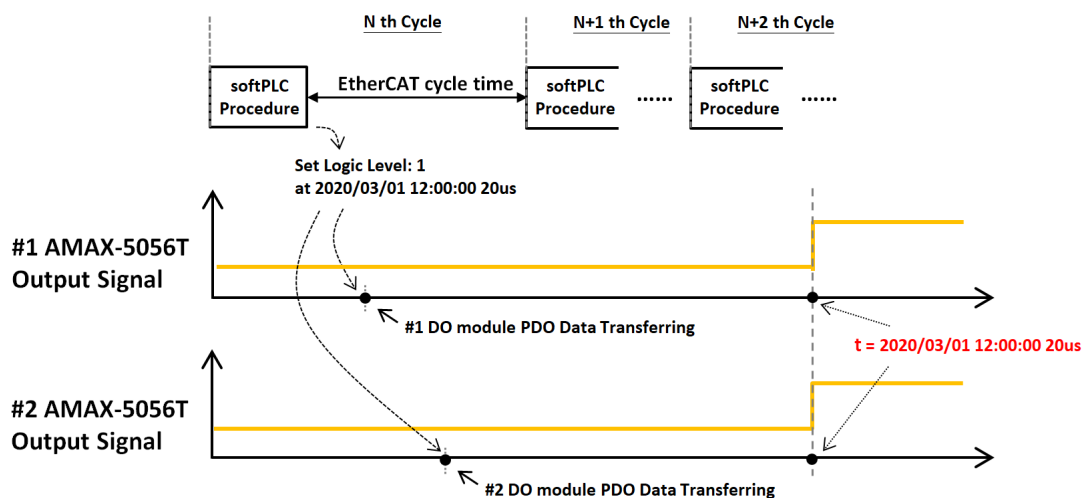 N th Cycle
N+1 th Cycle
N+2 th Cycle
softPLC
Procedure
EtherCAT cycle time
softPLC
Procedure
......
softPLC
Procedure
......
Set Logic Level: 1
at 2020/03/01 12:00:00 20us
#1 AMAX-5056T
Output Signal
#1 DO module PDO Data Transferring
t = 2020/03/01 12:00:00 20us
#2 AMAX-5056T
Output Signal
#2 DO module PDO Data Transferring